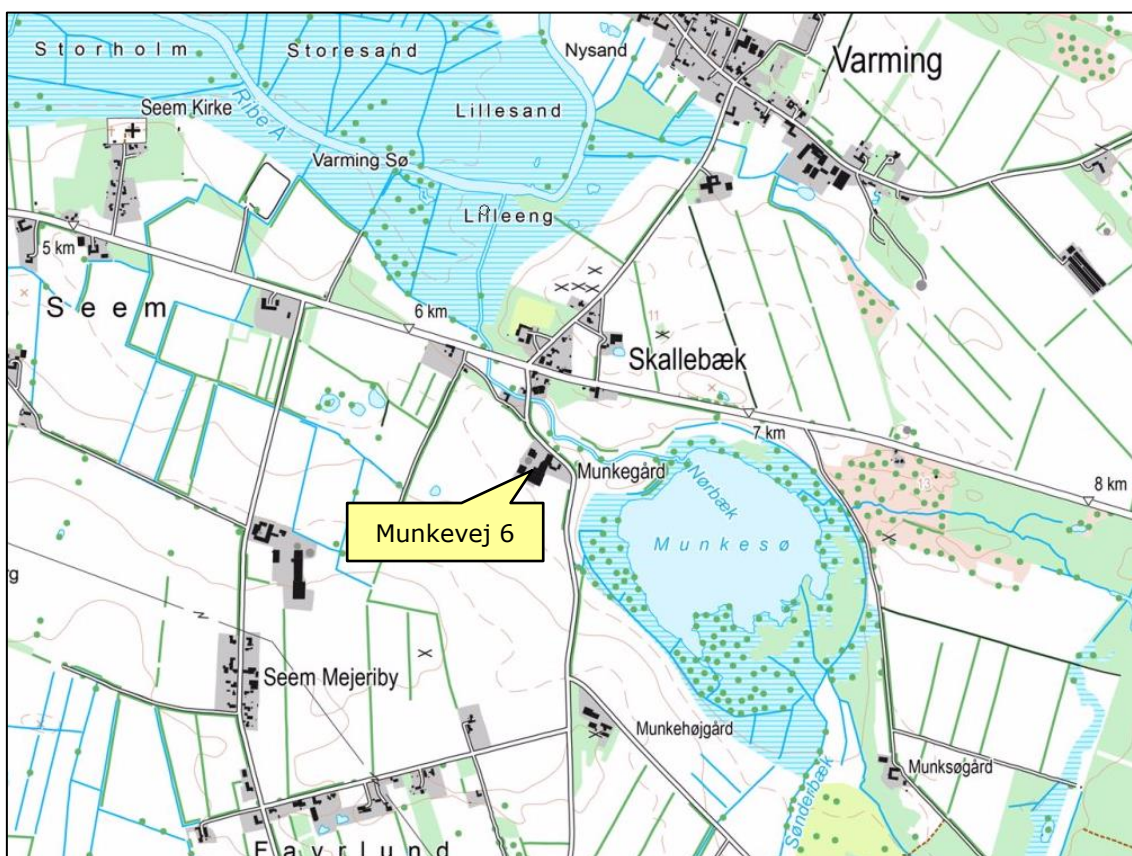 Storholm
Storesand
Nysand
Varming
Seem Kirke
Ribe Å
Lillesand
Varming Sø
Lilleeng
5 km
Seem
6 km
11
Skallebæk
7 km
8 km
13
Munkegård
Nørbæk
Munkevej 6
Munkesø
Seem Mejeriby
Munkehøjgård
Munksøgård
Sønderbæk
Favrlund